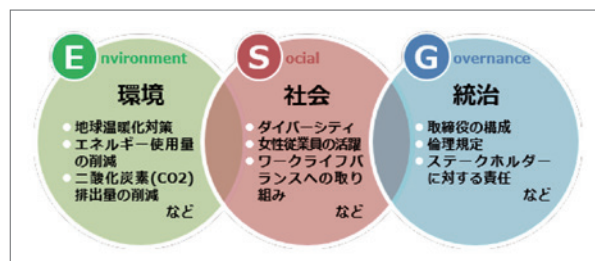 Environment
環境
地球温暖化対策
エネルギー使用量
の削減
二酸化炭素(CO2)
排出量の削減
など
Social
社会
ダイバーシティ
女性従業員の活躍
ワークライフバ
ランスへの取り
組み
など
Governance
統治
取締役の構成
倫理規定
ステークホルダー
に対する責任
など